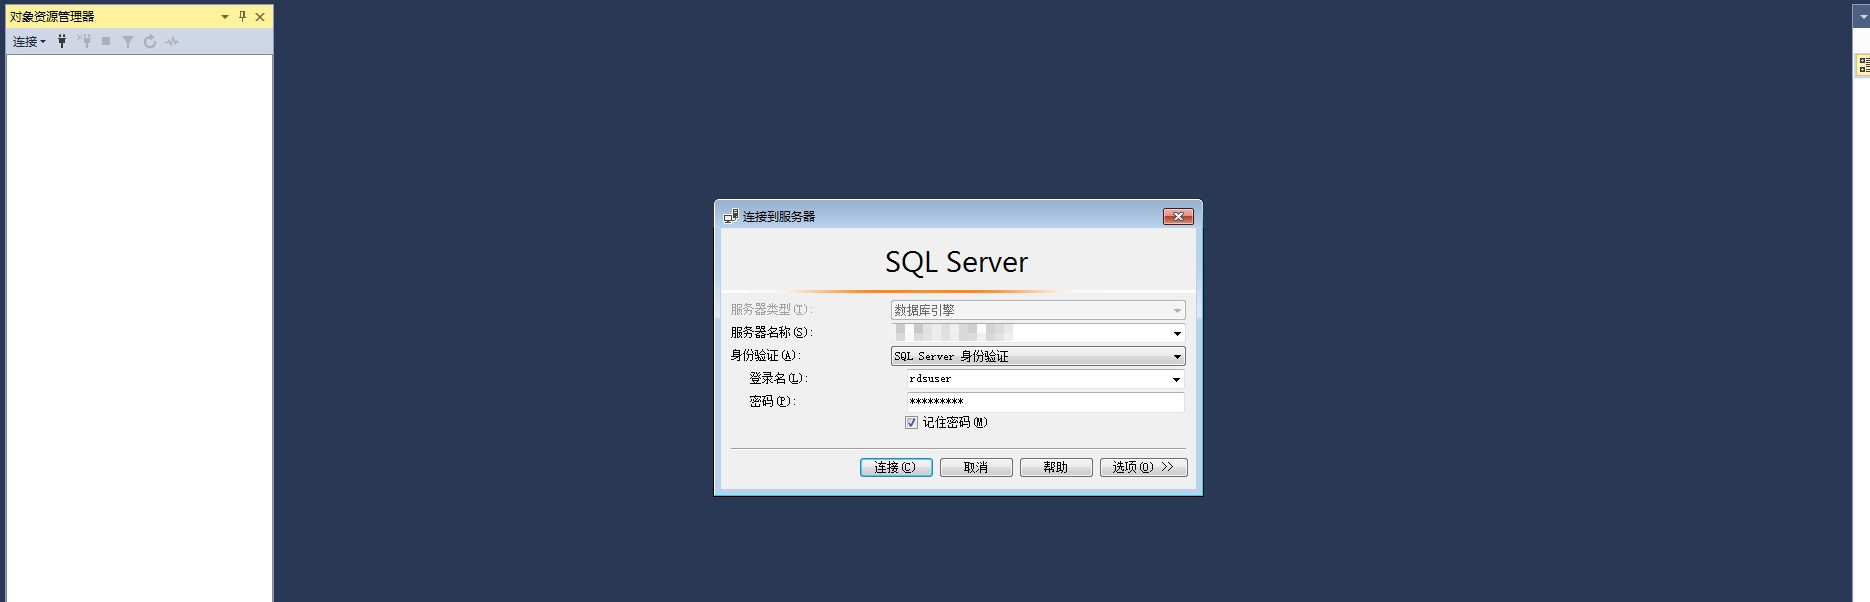 对象资源管理器
连接
连接到服务器
SQL Server
服务器类型(T):
数据库引擎
服务器名称(S):
身份验证(A):
SQL Server 身份验证
登录名(L):
rdsuser
密码(P):
*********
记住密码(M)
连接(C)
取消
帮助
选项(O) >>